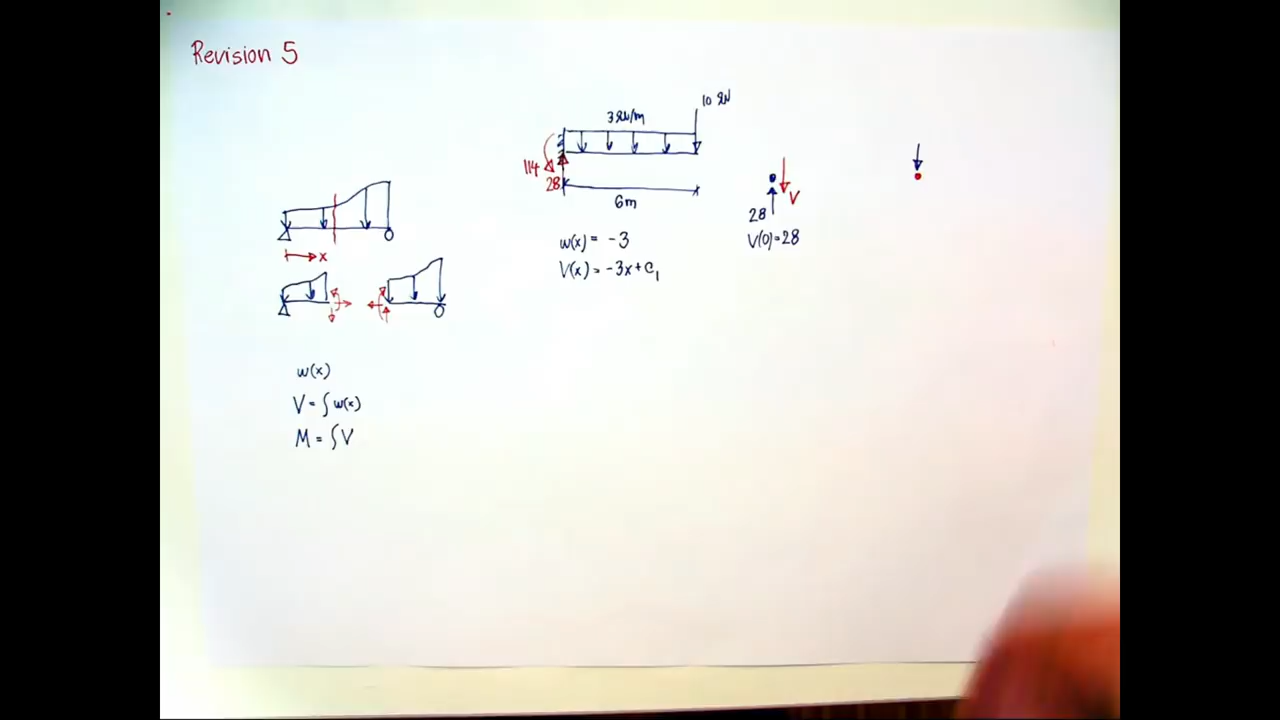 Revision 5
10 kN
3 kN/m
114
28
6m
w(x) = -3
V(x) = -3x + C₁
V
28
V(0) = 28
x
w(x)
V = ∫ w(x)
M = ∫ V